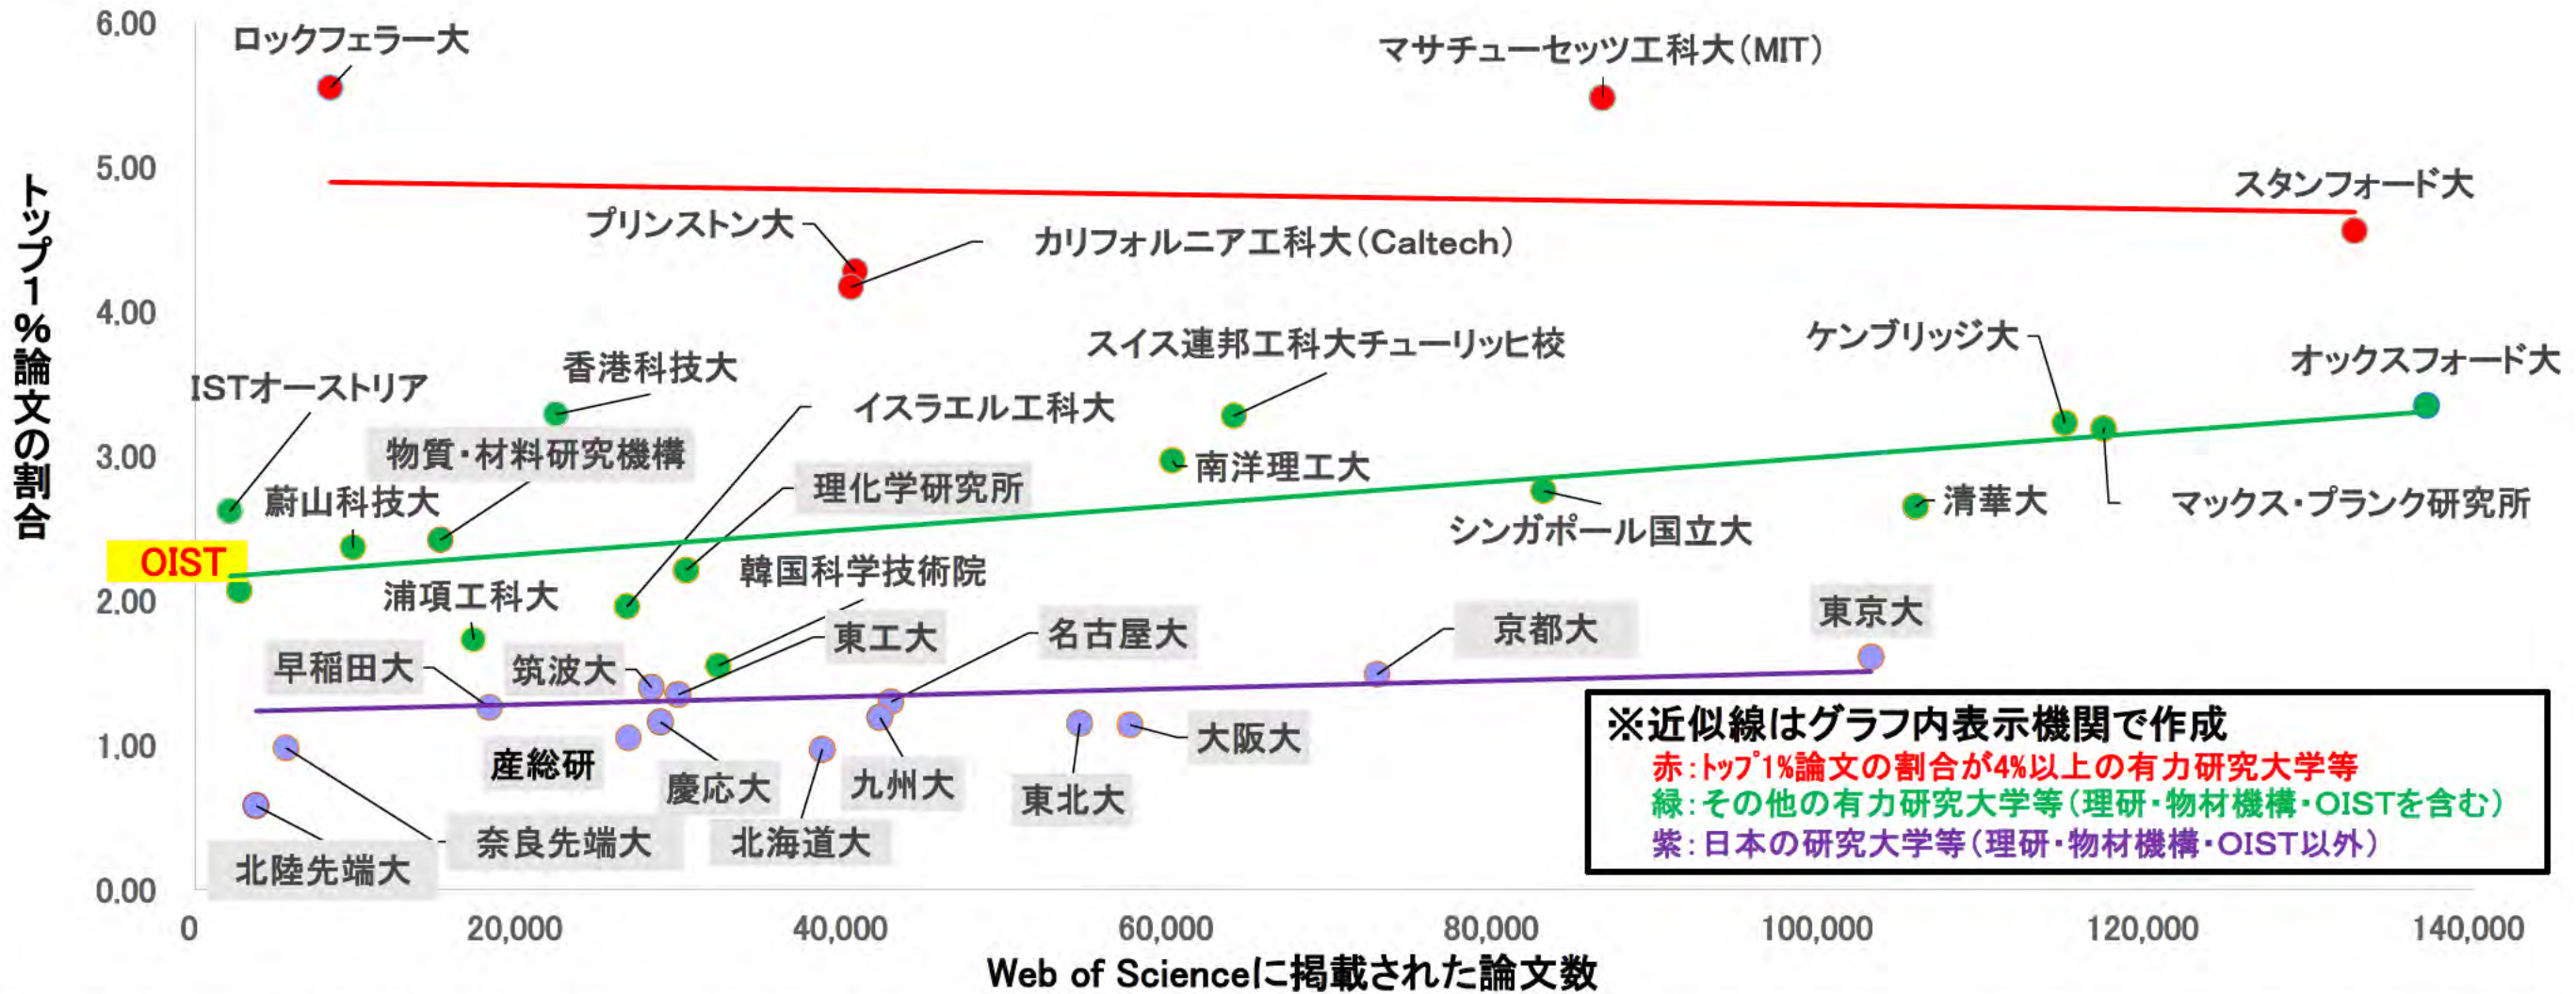 6.00
5.00
4.00
3.00
2.00
1.00
0.00
トップ1%論文の割合
ロックフェラー大
マサチューセッツ工科大(MIT)
スタンフォード大
プリンストン大
カリフォルニア工科大(Caltech)
スイス連邦工科大チューリッヒ校
ケンブリッジ大
オックスフォード大
ISTオーストリア
香港科技大
イスラエル工科大
物質・材料研究機構
南洋理工大
理化学研究所
蔚山科技大
シンガポール国立大
清華大
マックス・プランク研究所
OIST
浦項工科大
韓国科学技術院
東工大
名古屋大
京都大
東京大
早稲田大
筑波大
産総研
慶応大
九州大
東北大
大阪大
北陸先端大
奈良先端大
北海道大
※近似線はグラフ内表示機関で作成
赤:トップ1%論文の割合が4%以上の有力研究大学等
緑:その他の有力研究大学等(理研・物材機構・OISTを含む)
紫:日本の研究大学等(理研・物材機構・OIST以外)
0
20,000
40,000
60,000
80,000
100,000
120,000
140,000
Web of Scienceに掲載された論文数